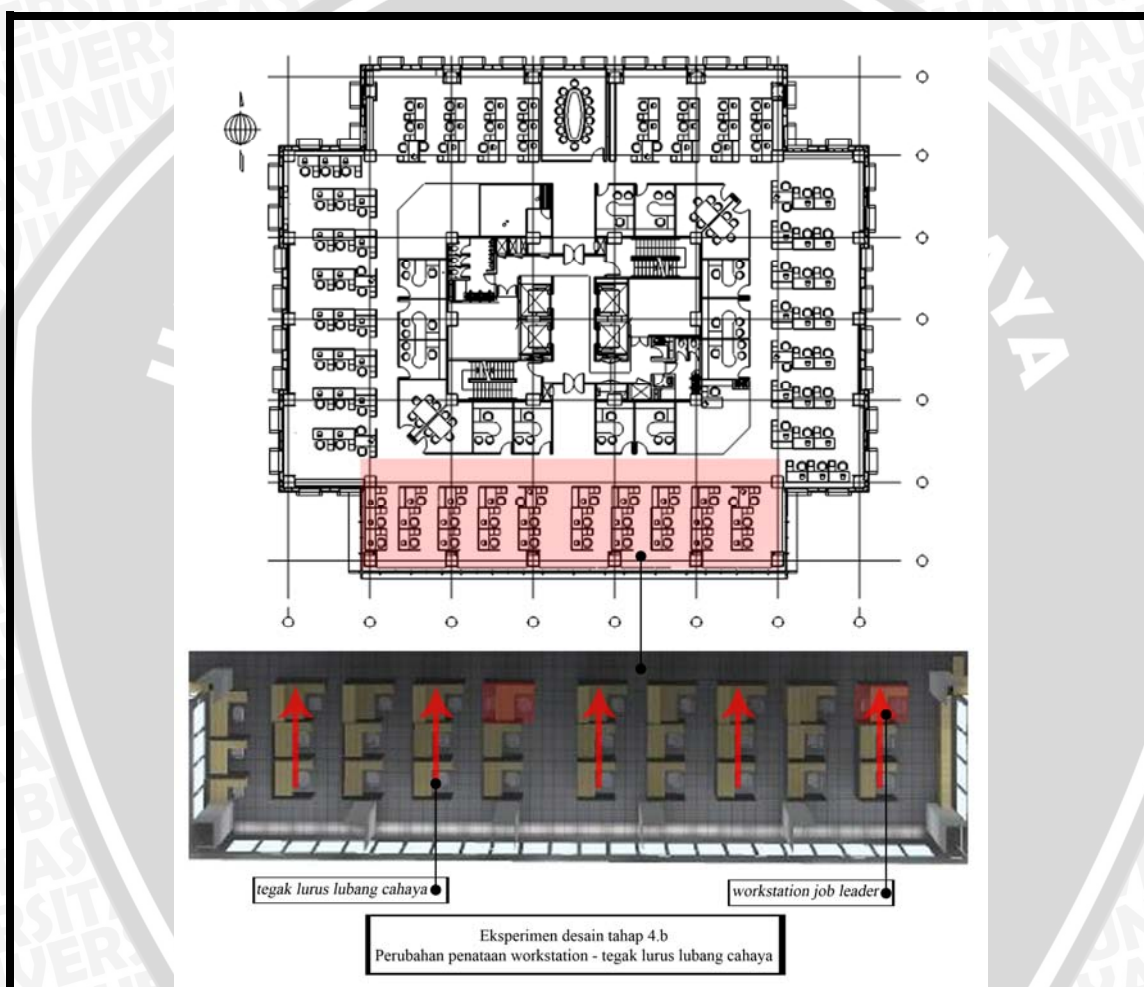 tegak lurus lubang cahaya
workstation job leader
Eksperimen desain tahap 4.b
Perubahan penataan workstation - tegak lurus lubang cahaya